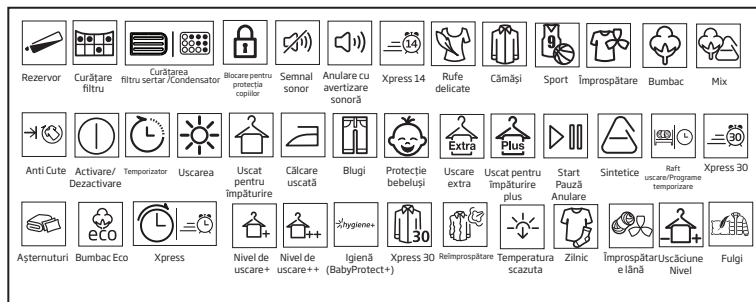 14
9
Rezervor
Curățare
filtru
Curățarea
filtru sertar /Condensator
Blocare pentru
protecția
copiilor
Semnal
sonor
Anulare cu
avertizare
sonoră
Xpress 14
Rufe
delicate
Cămăși
Sport
Împrospătare
Bumbac
Mix
Extra
Plus
30
Anti Cute
Activare/
Dezactivare
Temporizator
Uscarea
Uscat
pentru
împăturire
Călcare
uscată
Blugi
Protecție
bebeluși
Uscare
extra
Uscat pentru
împăturire
plus
Start
Pauză
Anulare
Sintetice
Raft
uscare/Programe
temporizare
Xpress 30
eco
+
++
hygiene+
30
- +
Așternuturi
Bumbac Eco
Xpress
Nivel de
uscare+
Nivel de
uscare++
Igienă
(BabyProtect+)
Xpress 30
Reîmprospătare
Temperatura
scazuta
Zilnic
Împrospătar
e lână
Uscăciune
Nivel
Fulgi